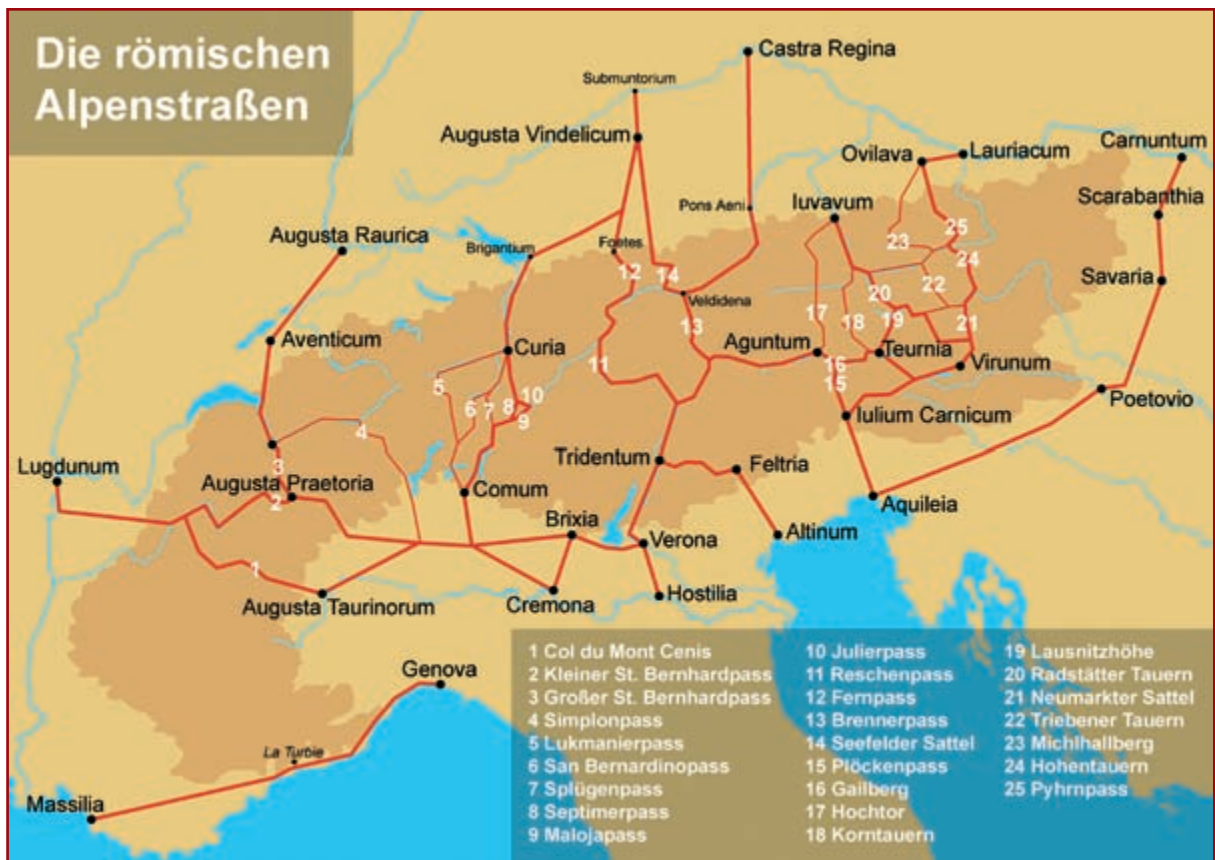 Die römischen
Alpenstraßen
Castra Regina
Submuntorium
Augusta Vindelicum
Ovilava
Lauriacum
Carnuntum
Scarabanthia
Pons Aeni
Iuvavum
Augusta Raurica
Brigantium
Foetes
25
23
24
12
14
Savaria
Veldidena
22
20
17
18
19
21
13
Aventicum
Curia
Aguntum
Teurnia
Virunum
11
16
15
5
10
6
7
8
9
Poetovio
Iulium Carnicum
4
Lugdunum
3
Augusta Praetoria
2
Comum
Tridentum
Feltria
Aquileia
Brixia
Verona
Altinum
1
Augusta Taurinorum
Cremona
Hostilia
Genova
La Turbie
Massilia
1 Col du Mont Cenis
2 Kleiner St. Bernhardpass
3 Großer St. Bernhardpass
4 Simplonpass
5 Lukmanierpass
6 San Bernardinopass
7 Splügenpass
8 Septimerpass
9 Malojapass
10 Julierpass
11 Reschenpass
12 Fernpass
13 Brennerpass
14 Seefelder Sattel
15 Plöckenpass
16 Gailberg
17 Hochtor
18 Korntauern
19 Lausnitzhöhe
20 Radstätter Tauern
21 Neumarkter Sattel
22 Triebener Tauern
23 Michlhallberg
24 Hohentauern
25 Pyhrnpass